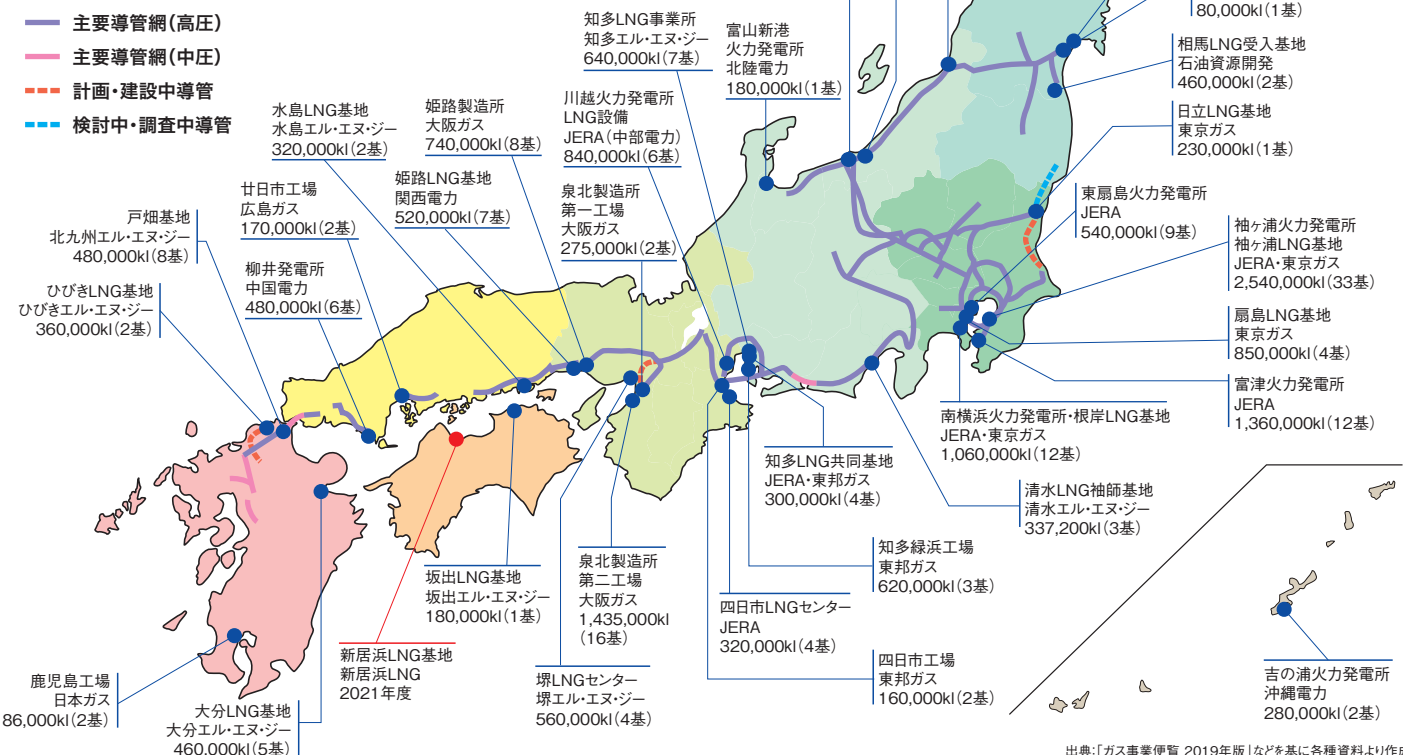 主要導管網(高圧)
主要導管網(中圧)
計画・建設中導管
検討中・調査中導管
水島LNG基地
水島エル・エヌ・ジー
320,000kl(2基)
姫路製造所
大阪ガス
740,000kl(8基)
知多LNG事業所
知多エル・エヌ・ジー
640,000kl(7基)
川越火力発電所
LNG設備
JERA(中部電力)
840,000kl(6基)
富山新港
火力発電所
北陸電力
180,000kl(1基)
80,000kl(1基)
相馬LNG受入基地
石油資源開発
460,000kl(2基)
日立LNG基地
東京ガス
230,000kl(1基)
東扇島火力発電所
JERA
540,000kl(9基)
袖ヶ浦火力発電所
袖ヶ浦LNG基地
JERA・東京ガス
2,540,000kl(33基)
扇島LNG基地
東京ガス
850,000kl(4基)
富津火力発電所
JERA
1,360,000kl(12基)
廿日市工場
広島ガス
170,000kl(2基)
姫路LNG基地
関西電力
520,000kl(7基)
泉北製造所
第一工場
大阪ガス
275,000kl(2基)
戸畑基地
北九州エル・エヌ・ジー
480,000kl(8基)
柳井発電所
中国電力
480,000kl(6基)
ひびきLNG基地
ひびきエル・エヌ・ジー
360,000kl(2基)
南横浜火力発電所・根岸LNG基地
JERA・東京ガス
1,060,000kl(12基)
知多LNG共同基地
JERA・東邦ガス
300,000kl(4基)
清水LNG袖師基地
清水エル・エヌ・ジー
337,200kl(3基)
知多緑浜工場
東邦ガス
620,000kl(3基)
四日市LNGセンター
JERA
320,000kl(4基)
四日市工場
東邦ガス
160,000kl(2基)
泉北製造所
第二工場
大阪ガス
1,435,000kl
(16基)
坂出LNG基地
坂出エル・エヌ・ジー
180,000kl(1基)
新居浜LNG基地
新居浜LNG
2021年度
堺LNGセンター
堺エル・エヌ・ジー
560,000kl(4基)
鹿児島工場
日本ガス
86,000kl(2基)
大分LNG基地
大分エル・エヌ・ジー
460,000kl(5基)
吉の浦火力発電所
沖縄電力
280,000kl(2基)
出典:「ガス事業便覧 2019年版」などを基に各種資料より作成